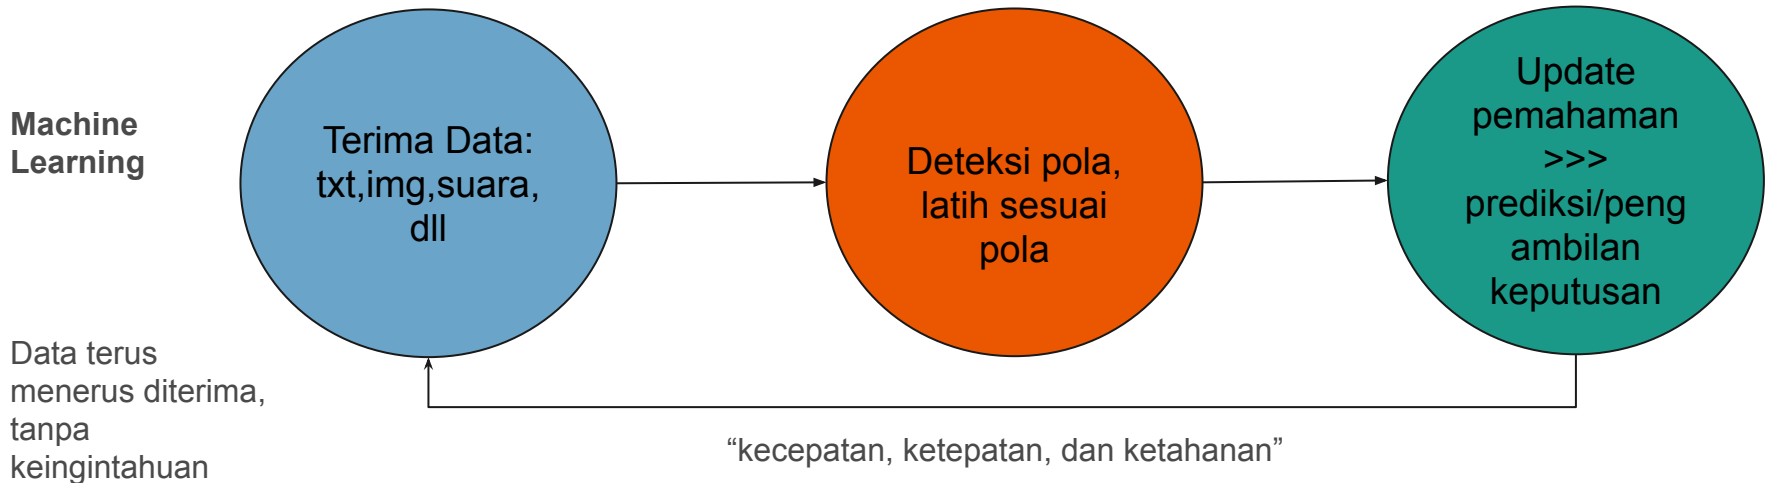 Machine
Learning
Terima Data:
txt,img,suara,
dll
Deteksi pola,
latih sesuai
pola
Update
pemahaman
>>>
prediksi/peng
ambilan
keputusan
Data terus
menerus diterima,
tanpa
keingintahuan
“kecepatan, ketepatan, dan ketahanan”